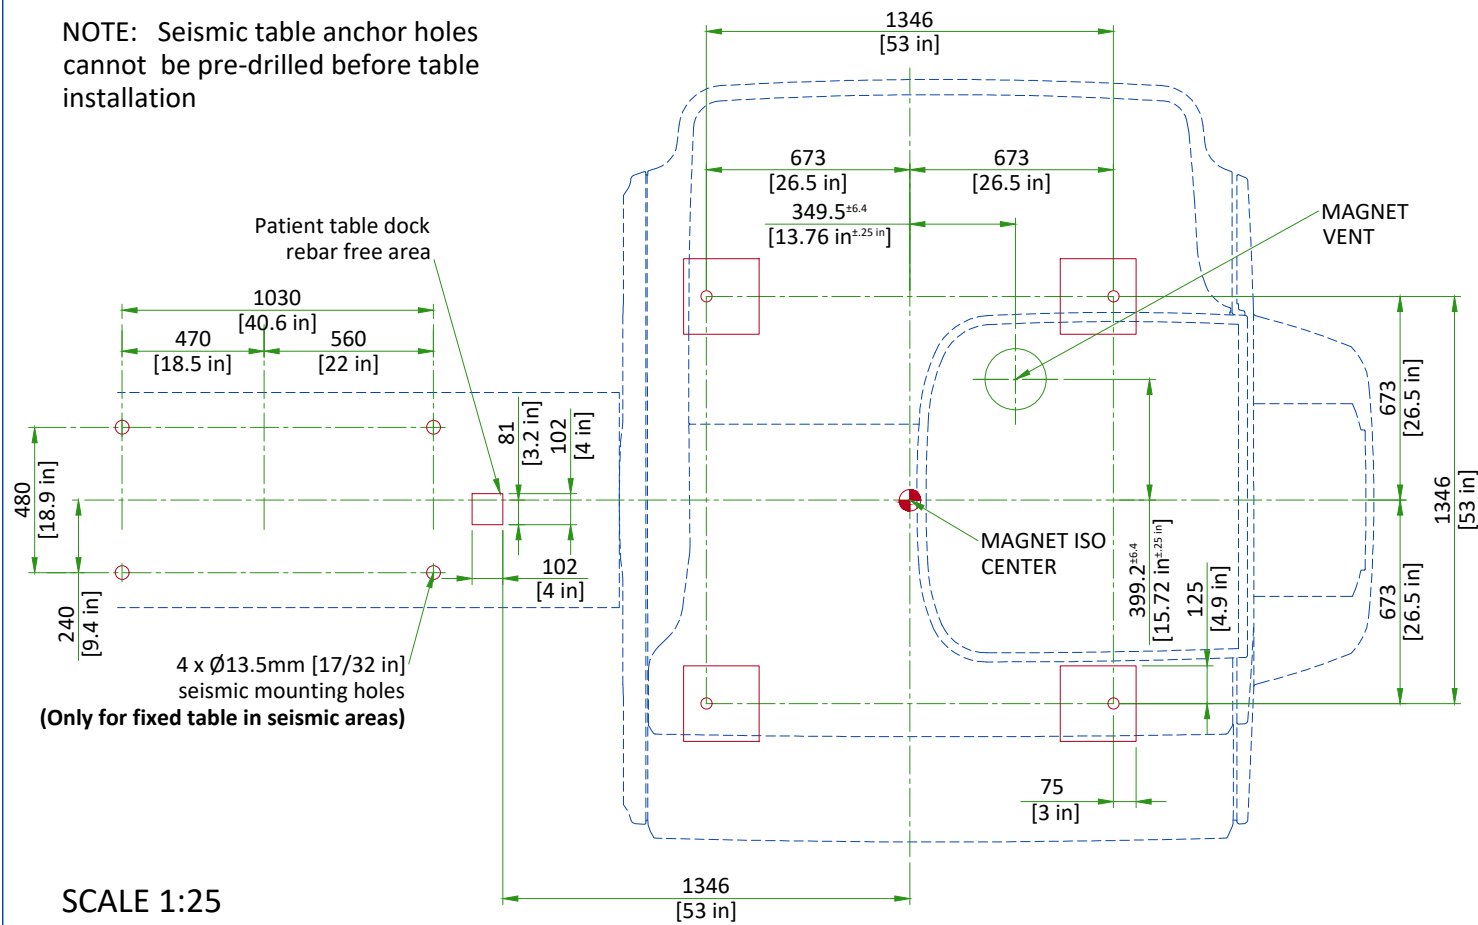 NOTE: Seismic table anchor holes
cannot be pre-drilled before table
installation
1346
[53 in]
673
[26.5 in]
673
[26.5 in]
349.5±6.4
[13.76 in±.25 in]
MAGNET
VENT
Patient table dock
rebar free area
1030
[40.6 in]
470
[18.5 in]
560
[22 in]
81
[3.2 in]
102
[4 in]
480
[18.9 in]
240
[9.4 in]
102
[4 in]
673
[26.5 in]
1346
[53 in]
673
[26.5 in]
MAGNET ISO
CENTER
399.2±6.4
[15.72 in±.25 in]
125
[4.9 in]
4 x Ø13.5mm [17/32 in]
seismic mounting holes
(Only for fixed table in seismic areas)
75
[3 in]
1346
[53 in]
SCALE 1:25